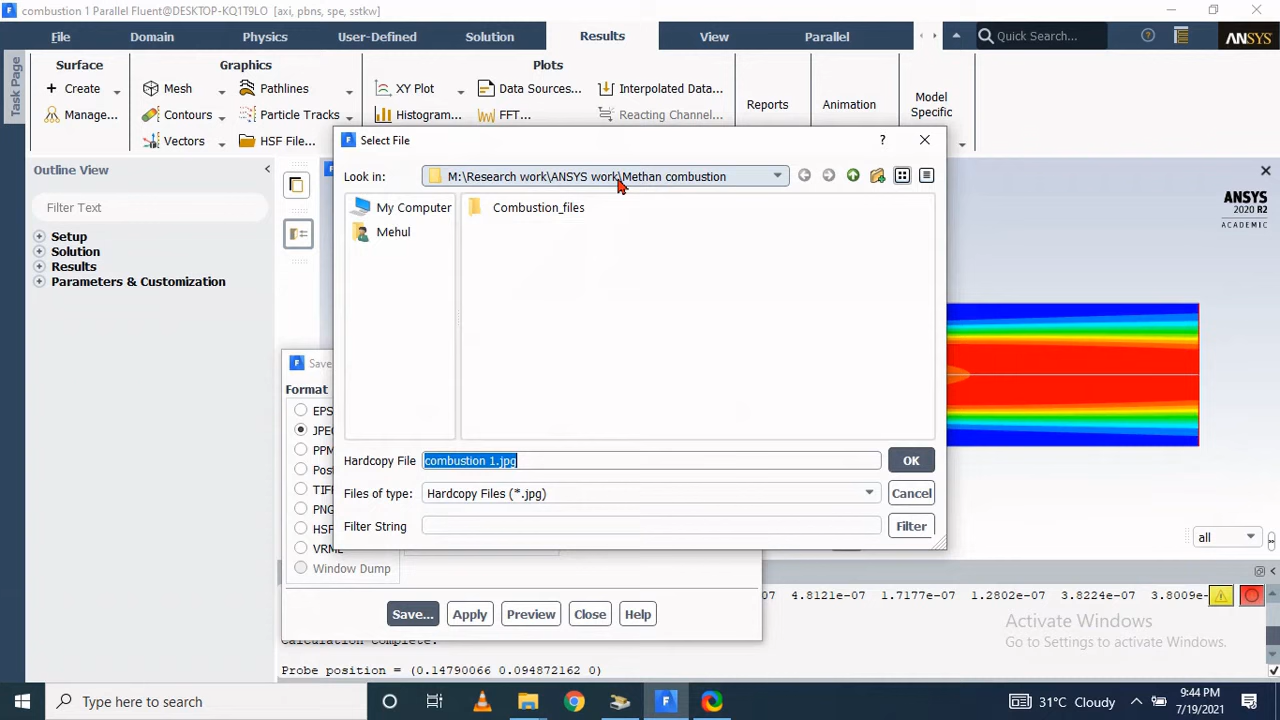 combustion 1 Parallel Fluent@DESKTOP-KQ1T9LO [axi, pbns, spe, sstkw]
File Domain Physics User-Defined Solution Results View Parallel Quick Search... ANSYS
Task Page
Surface
Create
Manage...
Graphics
Mesh
Contours
Vectors
Pathlines
Particle Tracks
HSF File...
Plots
XY Plot
Histogram...
Data Sources...
FFT...
Interpolated Data...
Reacting Channel...
Reports
Animation
Model Specific
Outline View
Filter Text
Setup
Solution
Results
Parameters & Customization
Select File
?
Look in: M:\Research work\ANSYS work\Methan combustion
My Computer
Mehul
Combustion_files
Hardcopy File combustion 1.jpg OK
Files of type: Hardcopy Files (*.jpg) Cancel
Filter String Filter
ANSYS
2020 R2
ACADEMIC
Format
EPS
JPEG
PPM
TIFF
PNG
HSF
VRML
Window Dump
Save... Apply Preview Close Help
all
4.8121e-07 1.7177e-07 1.2802e-07 3.8224e-07 3.8009e-
Calculation complete.
Probe position = (0.14790066 0.094872162 0)
Activate Windows
Go to Settings to activate Windows.
Type here to search
31°C Cloudy
9:44 PM
7/19/2021